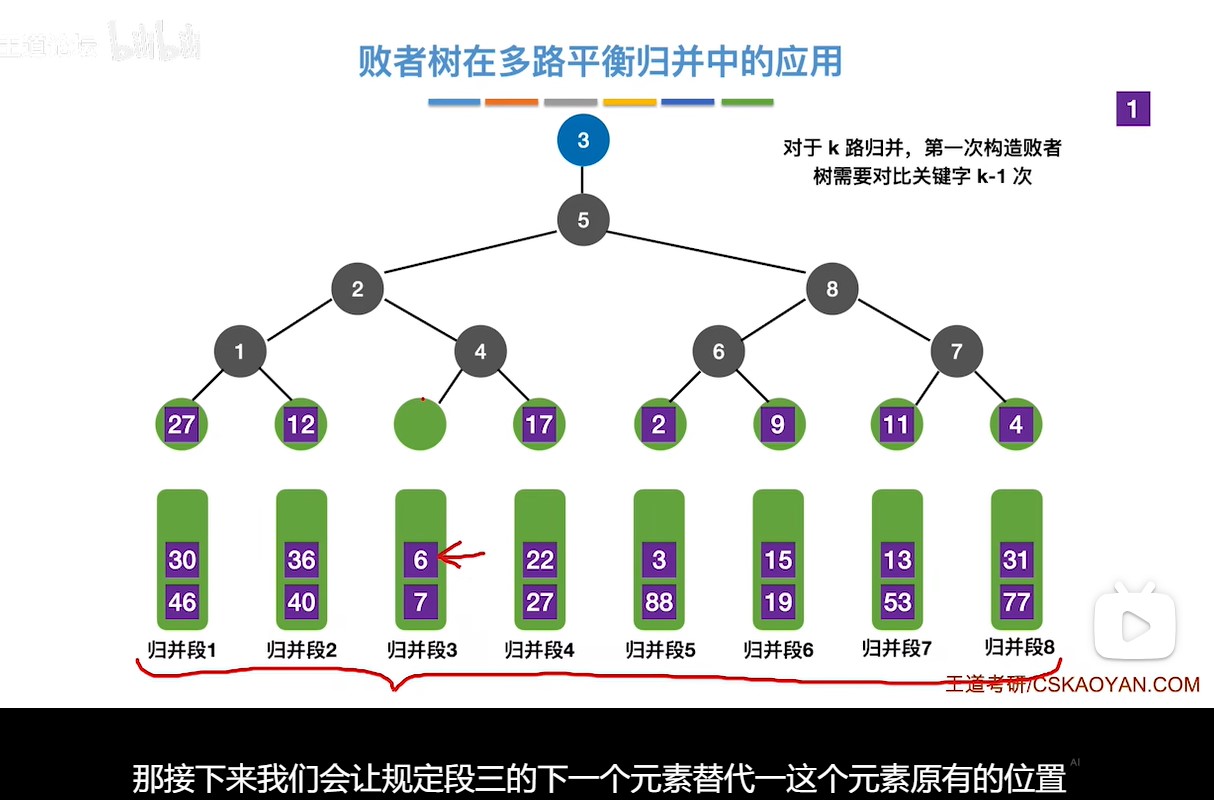 bilibili
败者树在多路平衡归并中的应用
1
3
对于 k 路归并，第一次构造败者
树需要对比关键字 k-1 次
5
2 8
1 4 6 7
27 12 17 2 9 11 4
30 36 6 22 3 15 13 31
46 40 7 27 88 19 53 77
归并段1 归并段2 归并段3 归并段4 归并段5 归并段6 归并段7 归并段8
王道考研/CSKAOYAN.COM
那接下来我们会让规定段三的下一个元素替代一这个元素原有的位置
AI